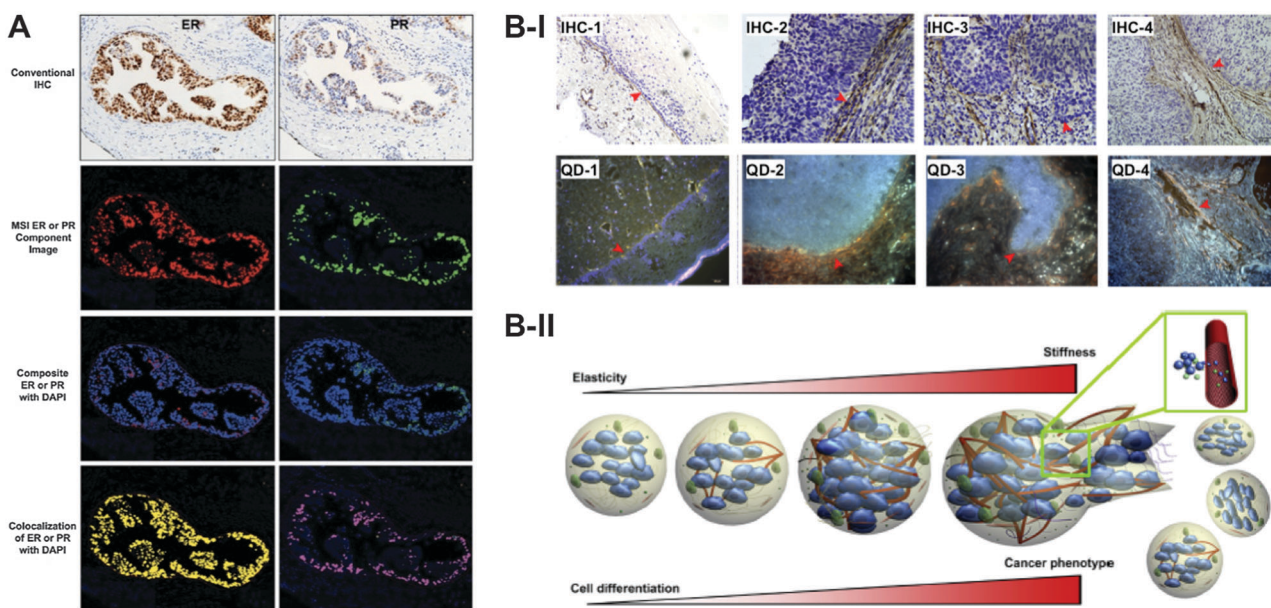 A
ER
PR
Conventional
IHC
MSI ER or PR
Component
Image
Composite
ER or PR
with DAPI
Colocalization
of ER or PR
with DAPI
B-I
IHC-1
IHC-2
IHC-3
IHC-4
QD-1
QD-2
QD-3
QD-4
B-II
Stiffness
Elasticity
Cancer phenotype
Cell differentiation